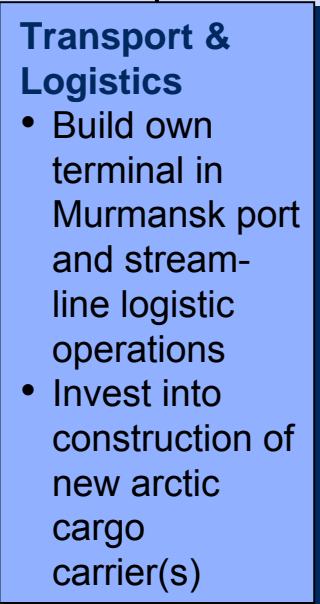 Transport &
Logistics
• Build own
terminal in
Murmansk port
and stream-
line logistic
operations
• Invest into
construction of
new arctic
cargo
carrier(s)